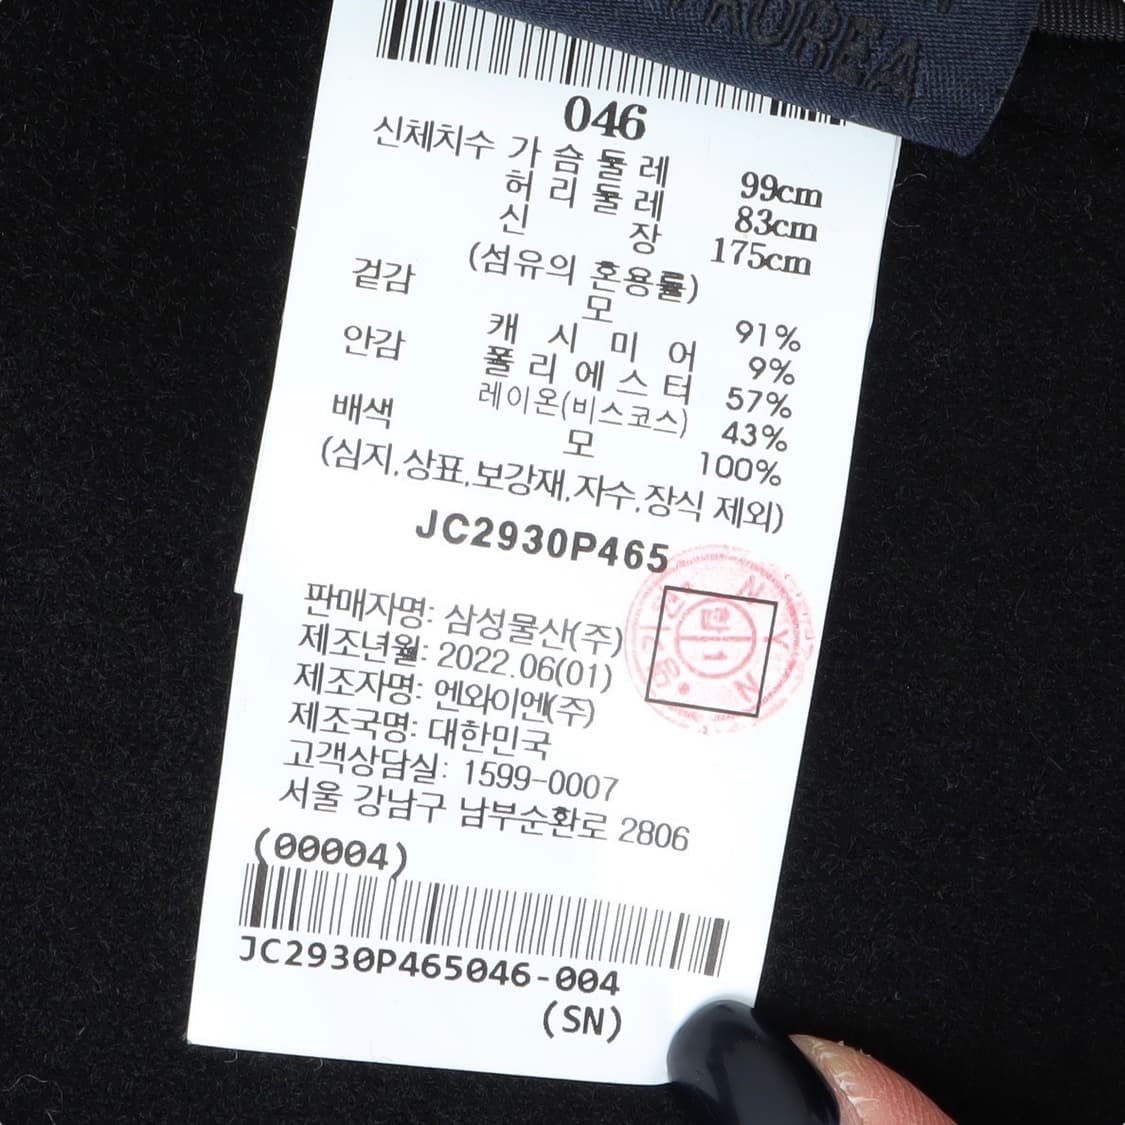 KOREA
046
신체치수 가슴둘레 99cm
허리둘레 83cm
신장 175cm
(섬유의 혼용률)
겉감 모 91%
캐시미어 9%
안감 폴리에스터 57%
레이온(비스코스) 43%
배색 모 100%
(심지,상표,보강재,자수,장식 제외)
JC2930P465
판매자명: 삼성물산(주)
제조년월: 2022.06(01)
제조자명: 엔와이엔(주)
제조국명: 대한민국
고객상담실: 1599-0007
서울 강남구 남부순환로 2806
(00004)
JC2930P465046-004
(SN)
N Y N